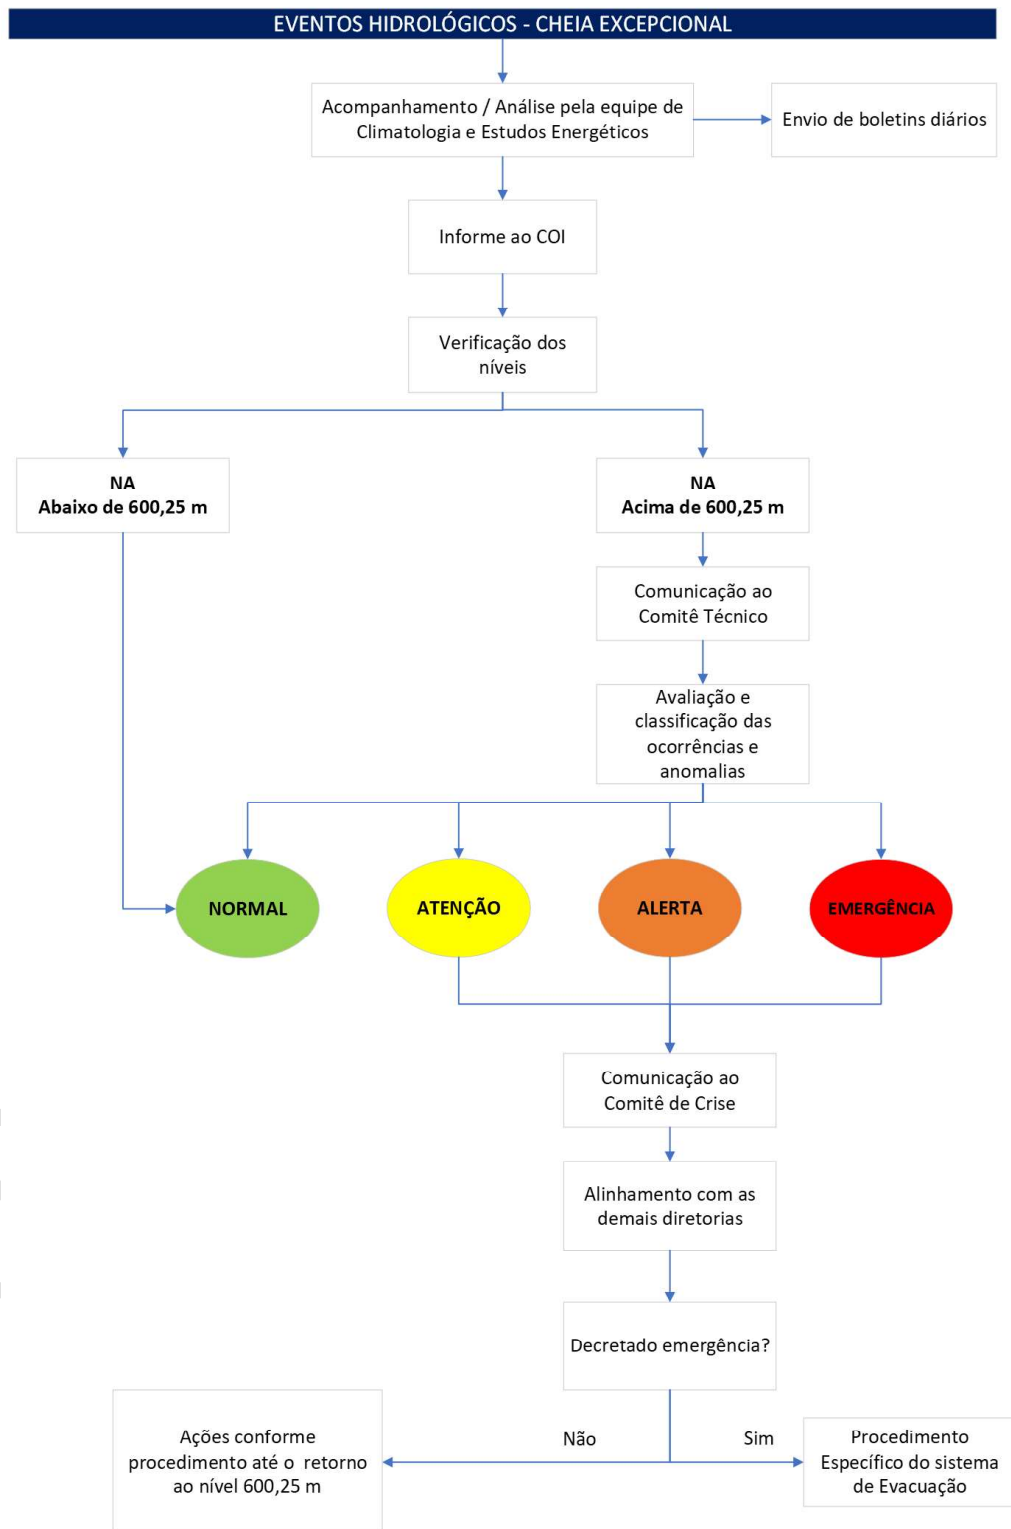 EVENTOS HIDROLÓGICOS - CHEIA EXCEPCIONAL
Acompanhamento / Análise pela equipe de
Climatologia e Estudos Energéticos
Envio de boletins diários
Informe ao COI
Verificação dos
níveis
NA
Abaixo de 600,25 m
NA
Acima de 600,25 m
Comunicação ao
Comitê Técnico
Avaliação e
classificação das
ocorrências e
anomalias
NORMAL
ATENÇÃO
ALERTA
EMERGÊNCIA
Comunicação ao
Comitê de Crise
Alinhamento com as
demais diretorias
Decretado emergência?
Não
Sim
Ações conforme
procedimento até o retorno
ao nível 600,25 m
Procedimento
Específico do sistema
de Evacuação